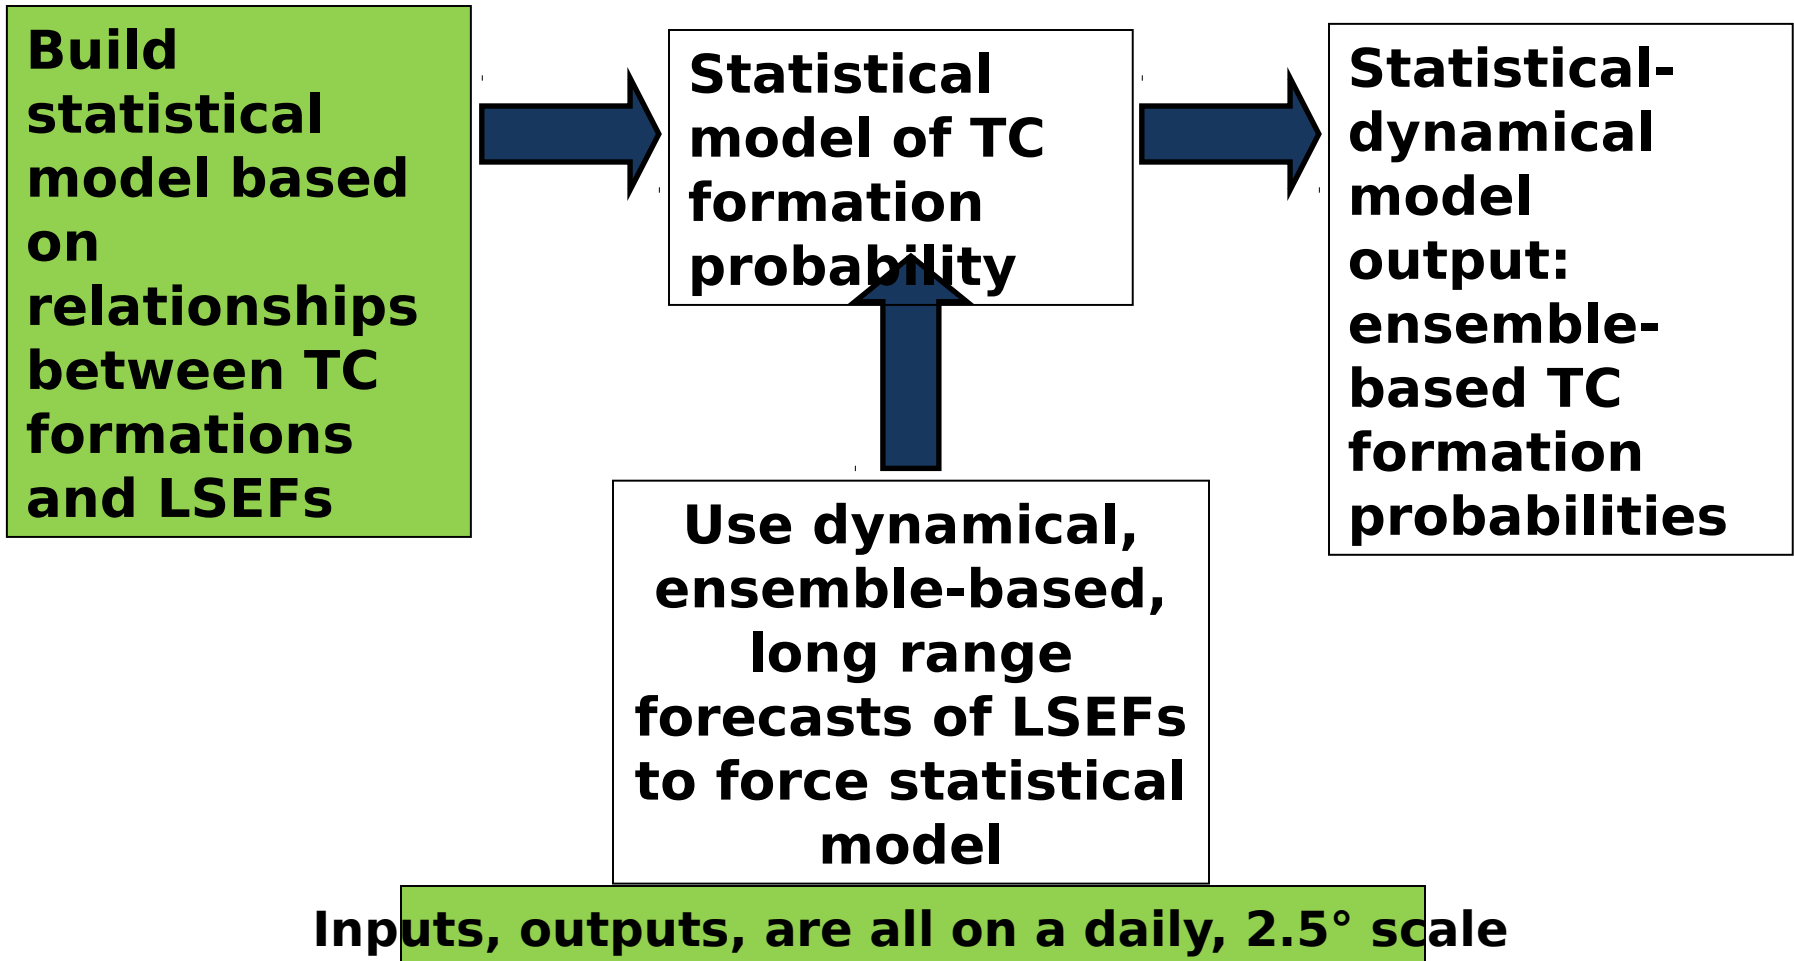 Build
statistical
model based
on
relationships
between TC
formations
and LSEFs
Statistical
model of TC
formation
probability
Statistical-
dynamical
model
output:
ensemble-
based TC
formation
probabilities
Use dynamical,
ensemble-based,
long range
forecasts of LSEFs
to force statistical
model
Inputs, outputs, are all on a daily, 2.5° scale